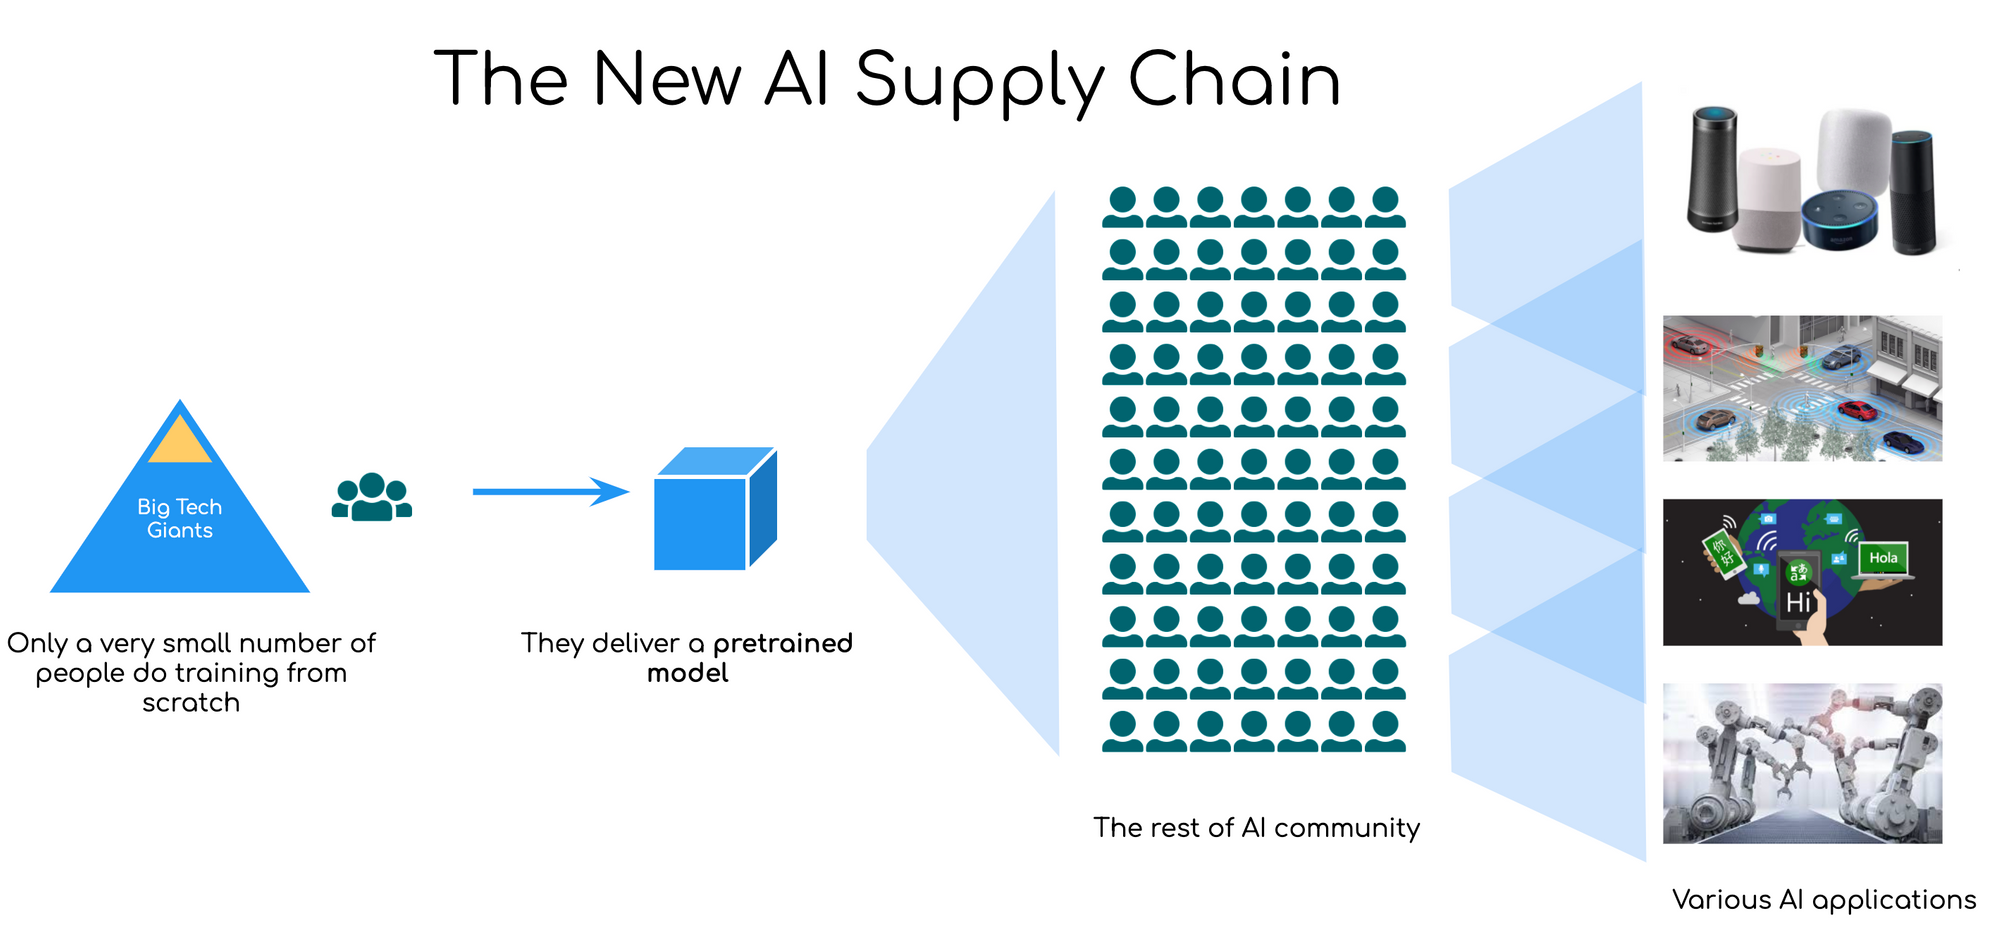 The New AI Supply Chain
Big Tech
Giants
Only a very small number of
people do training from
scratch
They deliver a pretrained
model
The rest of AI community
你
好
Hola
Hi
Various AI applications